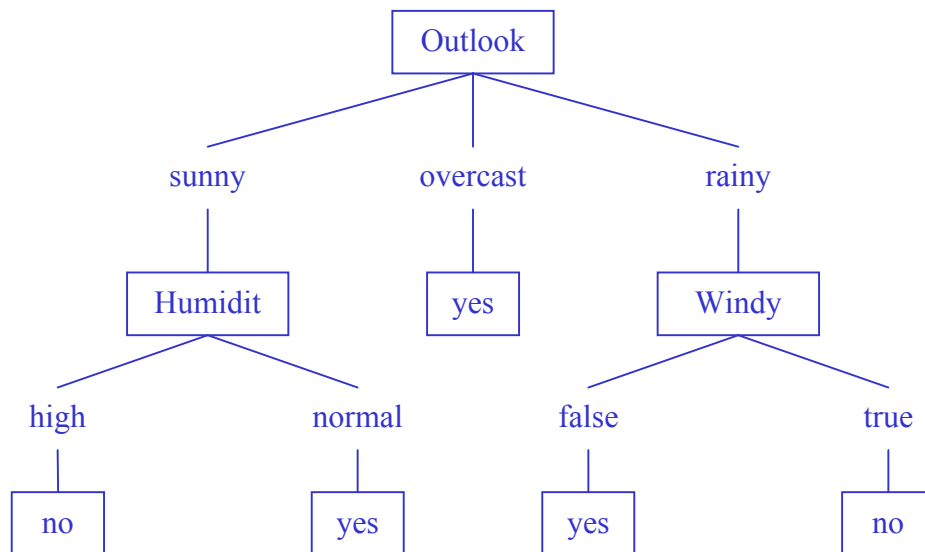 Outlook
sunny overcast rainy
Humidit yes Windy
high normal false true
no yes yes no